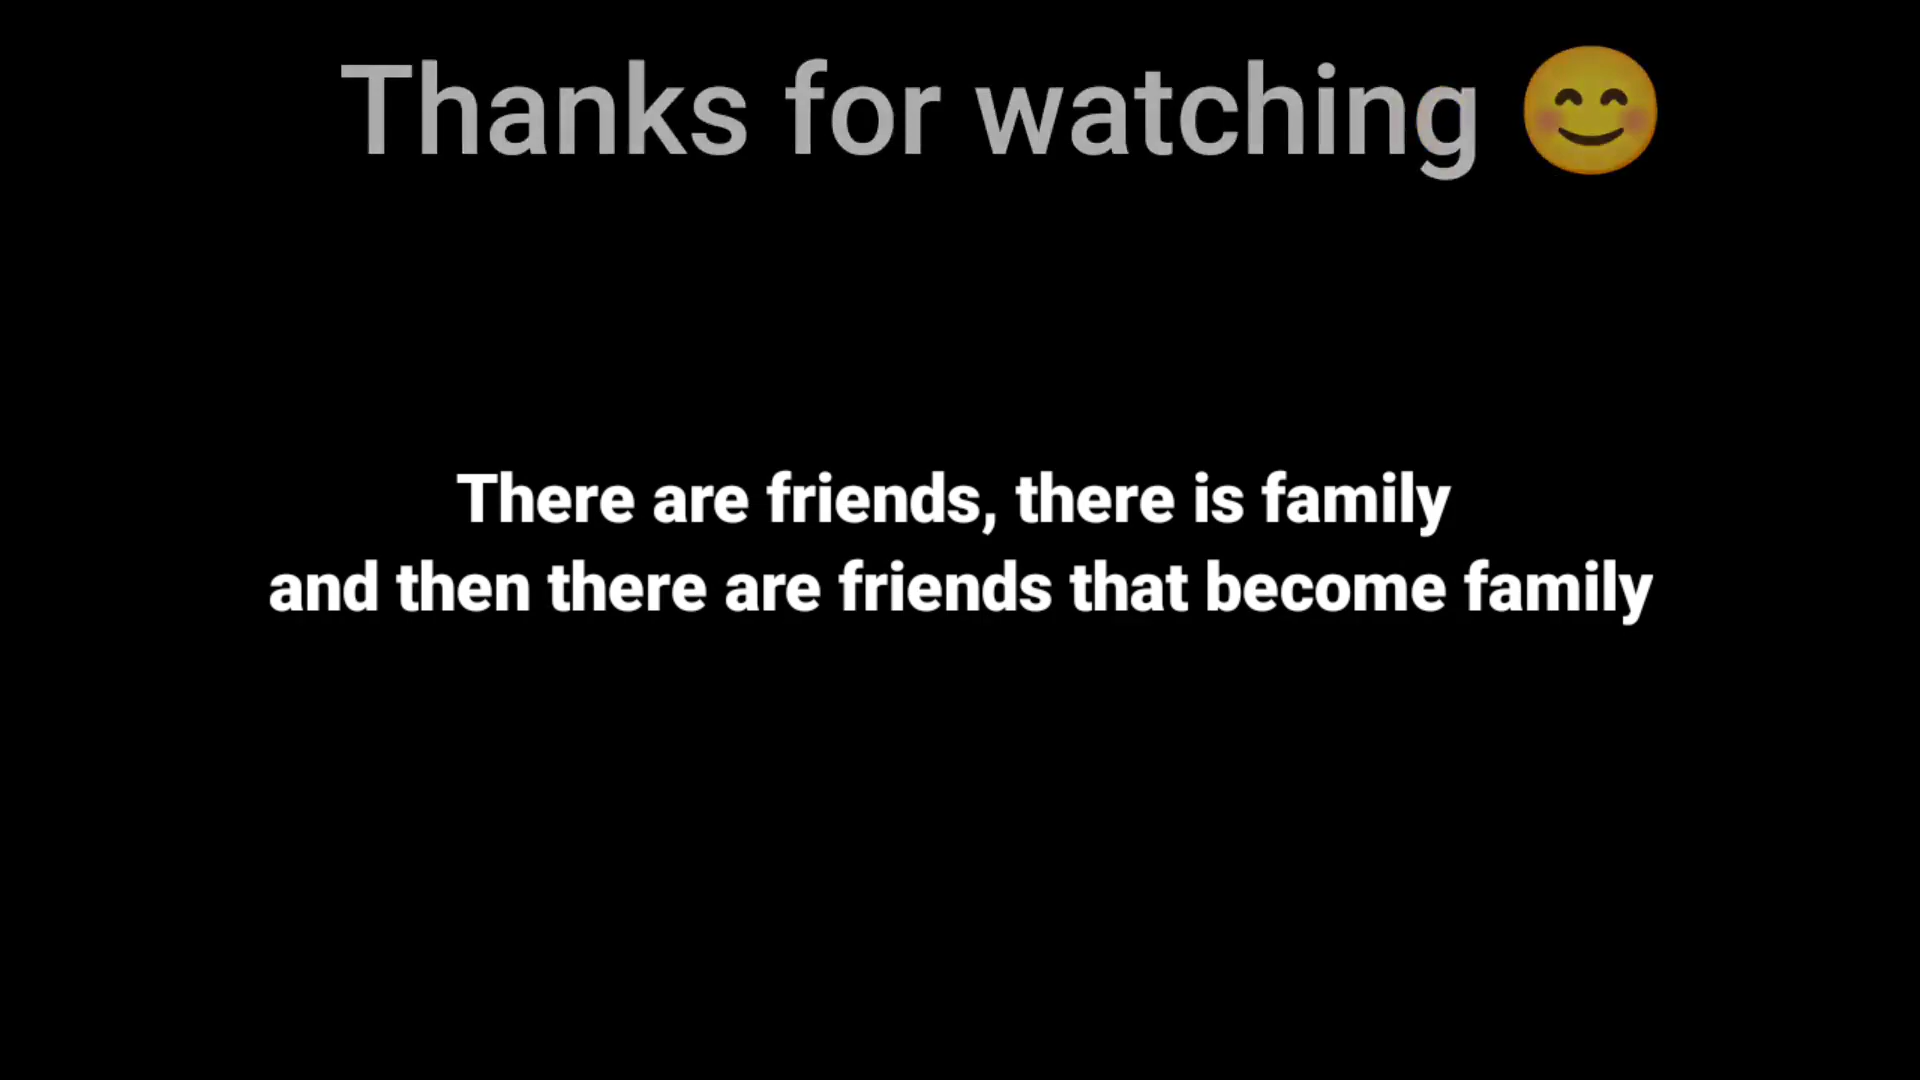 Thanks for watching 😊
There are friends, there is family
and then there are friends that become family